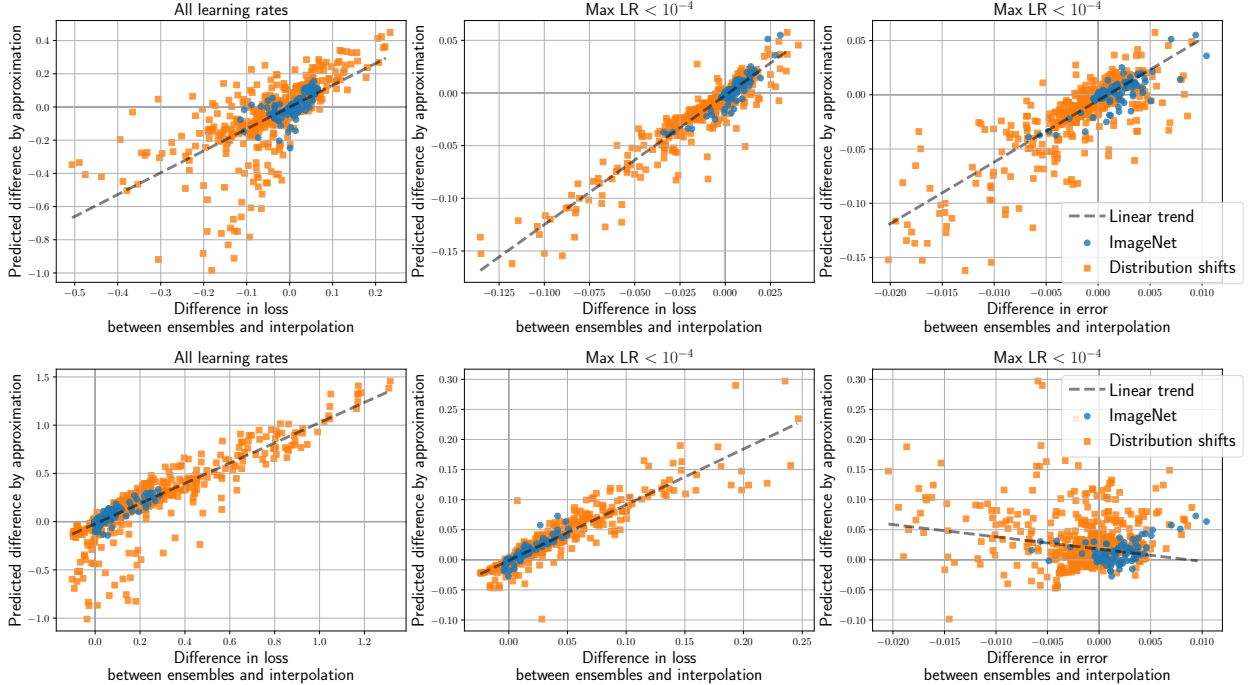 All learning rates
Max LR < 10⁻⁴
Max LR < 10⁻⁴
Predicted difference by approximation
0.4
0.2
0.0
−0.2
−0.4
−0.6
−0.8
−1.0
−0.5 −0.4 −0.3 −0.2 −0.1 0.0 0.1 0.2
Difference in loss
between ensembles and interpolation
Predicted difference by approximation
0.05
0.00
−0.05
−0.10
−0.15
−0.125 −0.100 −0.075 −0.050 −0.025 0.000 0.025
Difference in loss
between ensembles and interpolation
Predicted difference by approximation
0.05
0.00
−0.05
−0.10
−0.15
Linear trend
ImageNet
Distribution shifts
−0.020 −0.015 −0.010 −0.005 0.000 0.005 0.010
Difference in error
between ensembles and interpolation
All learning rates
Max LR < 10⁻⁴
Max LR < 10⁻⁴
Predicted difference by approximation
1.5
1.0
0.5
0.0
−0.5
−1.0
0.0 0.2 0.4 0.6 0.8 1.0 1.2
Difference in loss
between ensembles and interpolation
Predicted difference by approximation
0.30
0.25
0.20
0.15
0.10
0.05
0.00
−0.05
−0.10
0.00 0.05 0.10 0.15 0.20 0.25
Difference in loss
between ensembles and interpolation
Predicted difference by approximation
0.30
0.25
0.20
0.15
0.10
0.05
0.00
−0.05
−0.10
Linear trend
ImageNet
Distribution shifts
−0.020 −0.015 −0.010 −0.005 0.000 0.005 0.010
Difference in error
between ensembles and interpolation